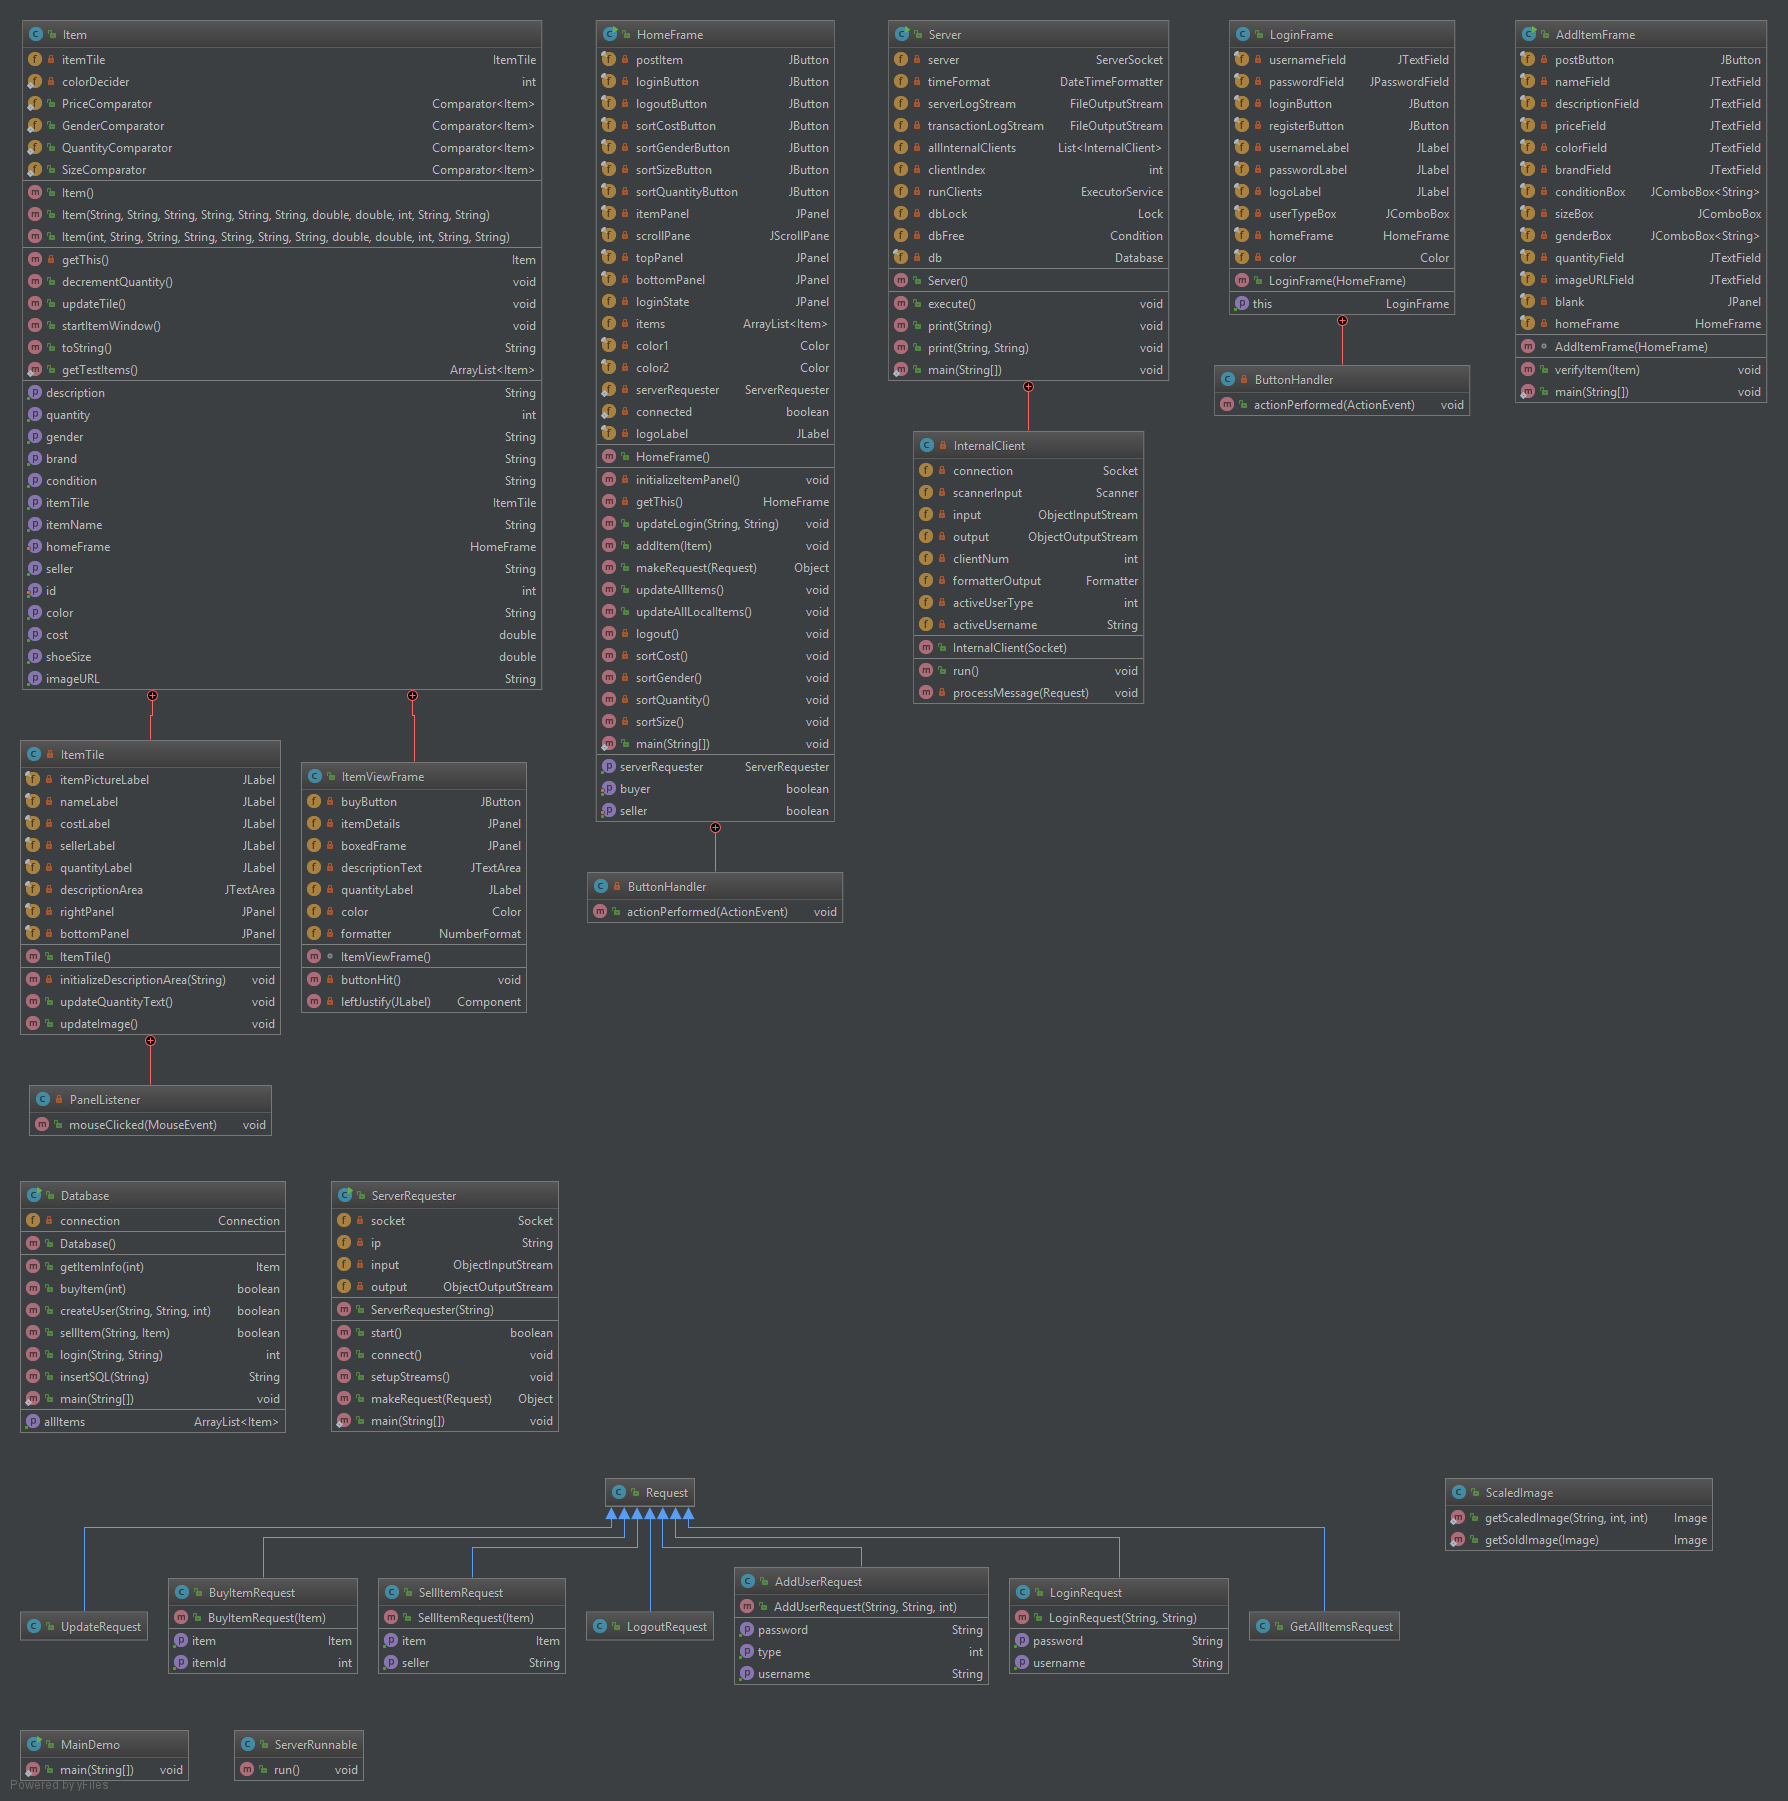 Item
itemTile ItemTile
colorDecider int
PriceComparator Comparator<Item>
GenderComparator Comparator<Item>
QuantityComparator Comparator<Item>
SizeComparator Comparator<Item>
Item()
Item(String, String, String, String, String, String, double, double, int, String, String)
Item(int, String, String, String, String, String, String, double, double, int, String, String)
getThis() Item
decrementQuantity() void
updateTile() void
startItemWindow() void
toString() String
getTestItems() ArrayList<Item>
description String
quantity int
gender String
brand String
condition String
itemTile ItemTile
itemName String
homeFrame HomeFrame
seller String
id int
color String
cost double
shoeSize double
imageURL String
HomeFrame
postItem JButton
loginButton JButton
logoutButton JButton
sortCostButton JButton
sortGenderButton JButton
sortSizeButton JButton
sortQuantityButton JButton
itemPanel JPanel
scrollPane JScrollPane
topPanel JPanel
bottomPanel JPanel
loginState JPanel
items ArrayList<Item>
color1 Color
color2 Color
serverRequester ServerRequester
connected boolean
logoLabel JLabel
HomeFrame()
initializeItemPanel() void
getThis() HomeFrame
updateLogin(String, String) void
addItem(Item) void
makeRequest(Request) Object
updateAllItems() void
updateAllLocalItems() void
logout() void
sortCost() void
sortGender() void
sortQuantity() void
sortSize() void
main(String[]) void
serverRequester ServerRequester
buyer boolean
seller boolean
Server
server ServerSocket
timeFormat DateTimeFormatter
serverLogStream FileOutputStream
transactionLogStream FileOutputStream
allInternalClients List<InternalClient>
clientIndex int
runClients ExecutorService
dbLock Lock
dbFree Condition
db Database
Server()
execute() void
print(String) void
print(String, String) void
main(String[]) void
LoginFrame
usernameField JTextField
passwordField JPasswordField
loginButton JButton
registerButton JButton
usernameLabel JLabel
passwordLabel JLabel
logoLabel JLabel
userTypeBox JComboBox
homeFrame HomeFrame
color Color
LoginFrame(HomeFrame)
this LoginFrame
AddItemFrame
postButton JButton
nameField JTextField
descriptionField JTextField
priceField JTextField
colorField JTextField
brandField JTextField
conditionBox JComboBox<String>
sizeBox JComboBox
genderBox JComboBox<String>
quantityField JTextField
imageURLField JTextField
blank JPanel
homeFrame HomeFrame
AddItemFrame(HomeFrame)
verifyItem(Item) void
main(String[]) void
ButtonHandler
actionPerformed(ActionEvent) void
InternalClient
connection Socket
scannerInput Scanner
input ObjectInputStream
output ObjectOutputStream
clientNum int
formatterOutput Formatter
activeUserType int
activeUsername String
InternalClient(Socket)
run() void
processMessage(Request) void
ItemTile
itemPictureLabel JLabel
nameLabel JLabel
costLabel JLabel
sellerLabel JLabel
quantityLabel JLabel
descriptionArea JTextArea
rightPanel JPanel
bottomPanel JPanel
ItemTile()
initializeDescriptionArea(String) void
updateQuantityText() void
updateImage() void
ItemViewFrame
buyButton JButton
itemDetails JPanel
boxedFrame JPanel
descriptionText JTextArea
quantityLabel JLabel
color Color
formatter NumberFormat
ItemViewFrame()
buttonHit() void
leftJustify(JLabel) Component
ButtonHandler
actionPerformed(ActionEvent) void
PanelListener
mouseClicked(MouseEvent) void
Database
connection Connection
Database()
getItemInfo(int) Item
buyItem(int) boolean
createUser(String, String, int) boolean
sellItem(String, Item) boolean
login(String, String) int
insertSQL(String) String
main(String[]) void
allItems ArrayList<Item>
ServerRequester
socket Socket
ip String
input ObjectInputStream
output ObjectOutputStream
ServerRequester(String)
start() boolean
connect() void
setupStreams() void
makeRequest(Request) Object
main(String[]) void
Request
ScaledImage
getScaledImage(String, int, int) Image
getSoldImage(Image) Image
UpdateRequest
BuyItemRequest
BuyItemRequest(Item)
item Item
itemId int
SellItemRequest
SellItemRequest(Item)
item Item
seller String
LogoutRequest
AddUserRequest
AddUserRequest(String, String, int)
password String
type int
username String
LoginRequest
LoginRequest(String, String)
password String
username String
GetAllItemsRequest
MainDemo
main(String[]) void
ServerRunnable
run() void
Powered by yFiles